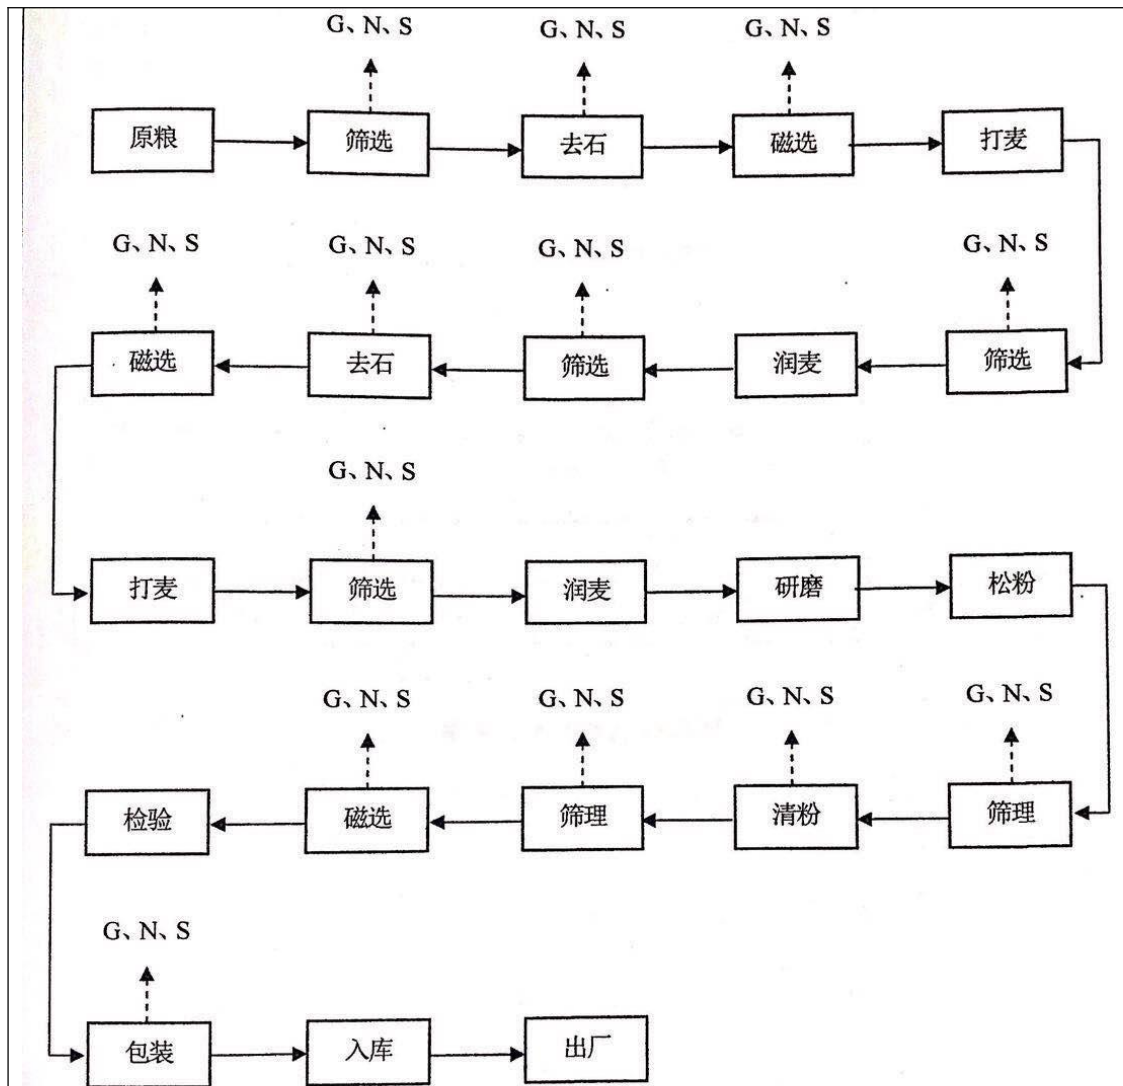 G、N、S G、N、S G、N、S
原粮 筛选 去石 磁选 打麦
G、N、S G、N、S G、N、S G、N、S
磁选 去石 筛选 润麦 筛选
G、N、S
打麦 筛选 润麦 研磨 松粉
G、N、S G、N、S G、N、S G、N、S
检验 磁选 筛理 清粉 筛理
G、N、S
包装 入库 出厂